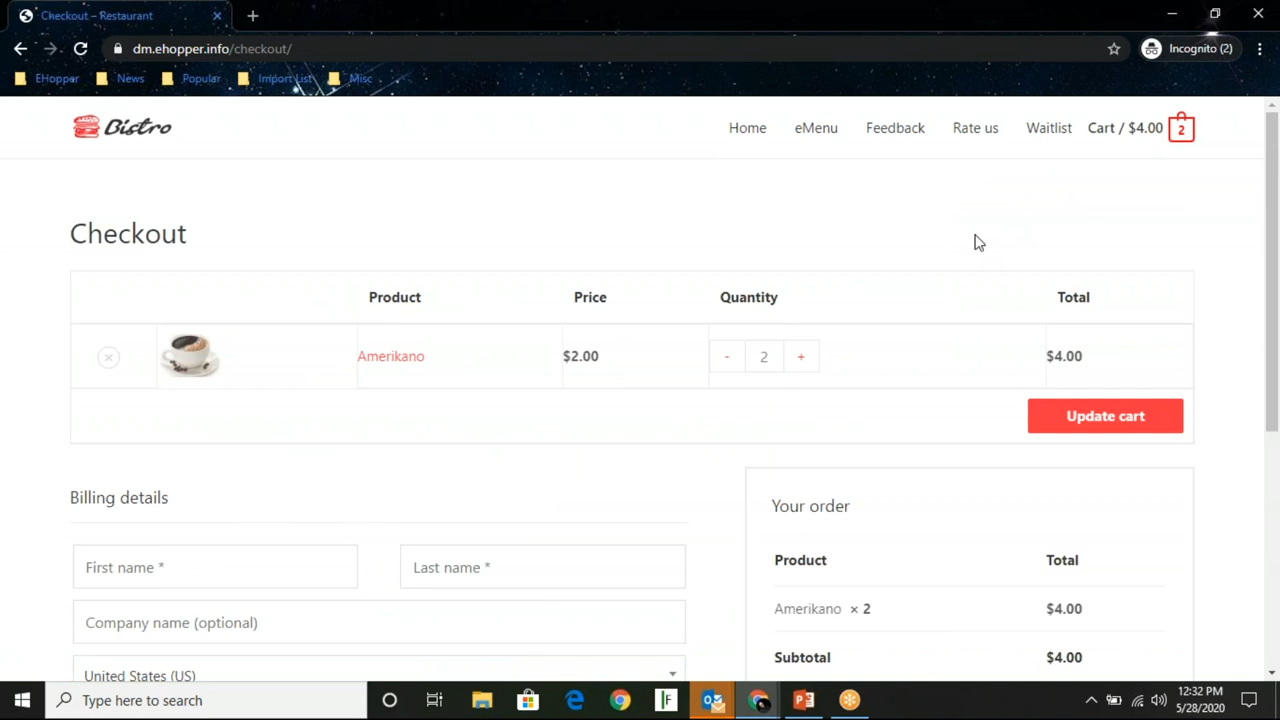 Checkout – Restaurant
dm.ehopper.info/checkout/
Incognito (2)
EHopper News Popular Import List Misc
Bistro
Home eMenu Feedback Rate us Waitlist Cart / $4.00 2
Checkout
Product Price Quantity Total
Amerikano $2.00 - 2 + $4.00
Update cart
Billing details
Your order
First name * Last name *
Product Total
Company name (optional)
Amerikano × 2 $4.00
Subtotal $4.00
United States (US)
Type here to search
12:32 PM
5/28/2020